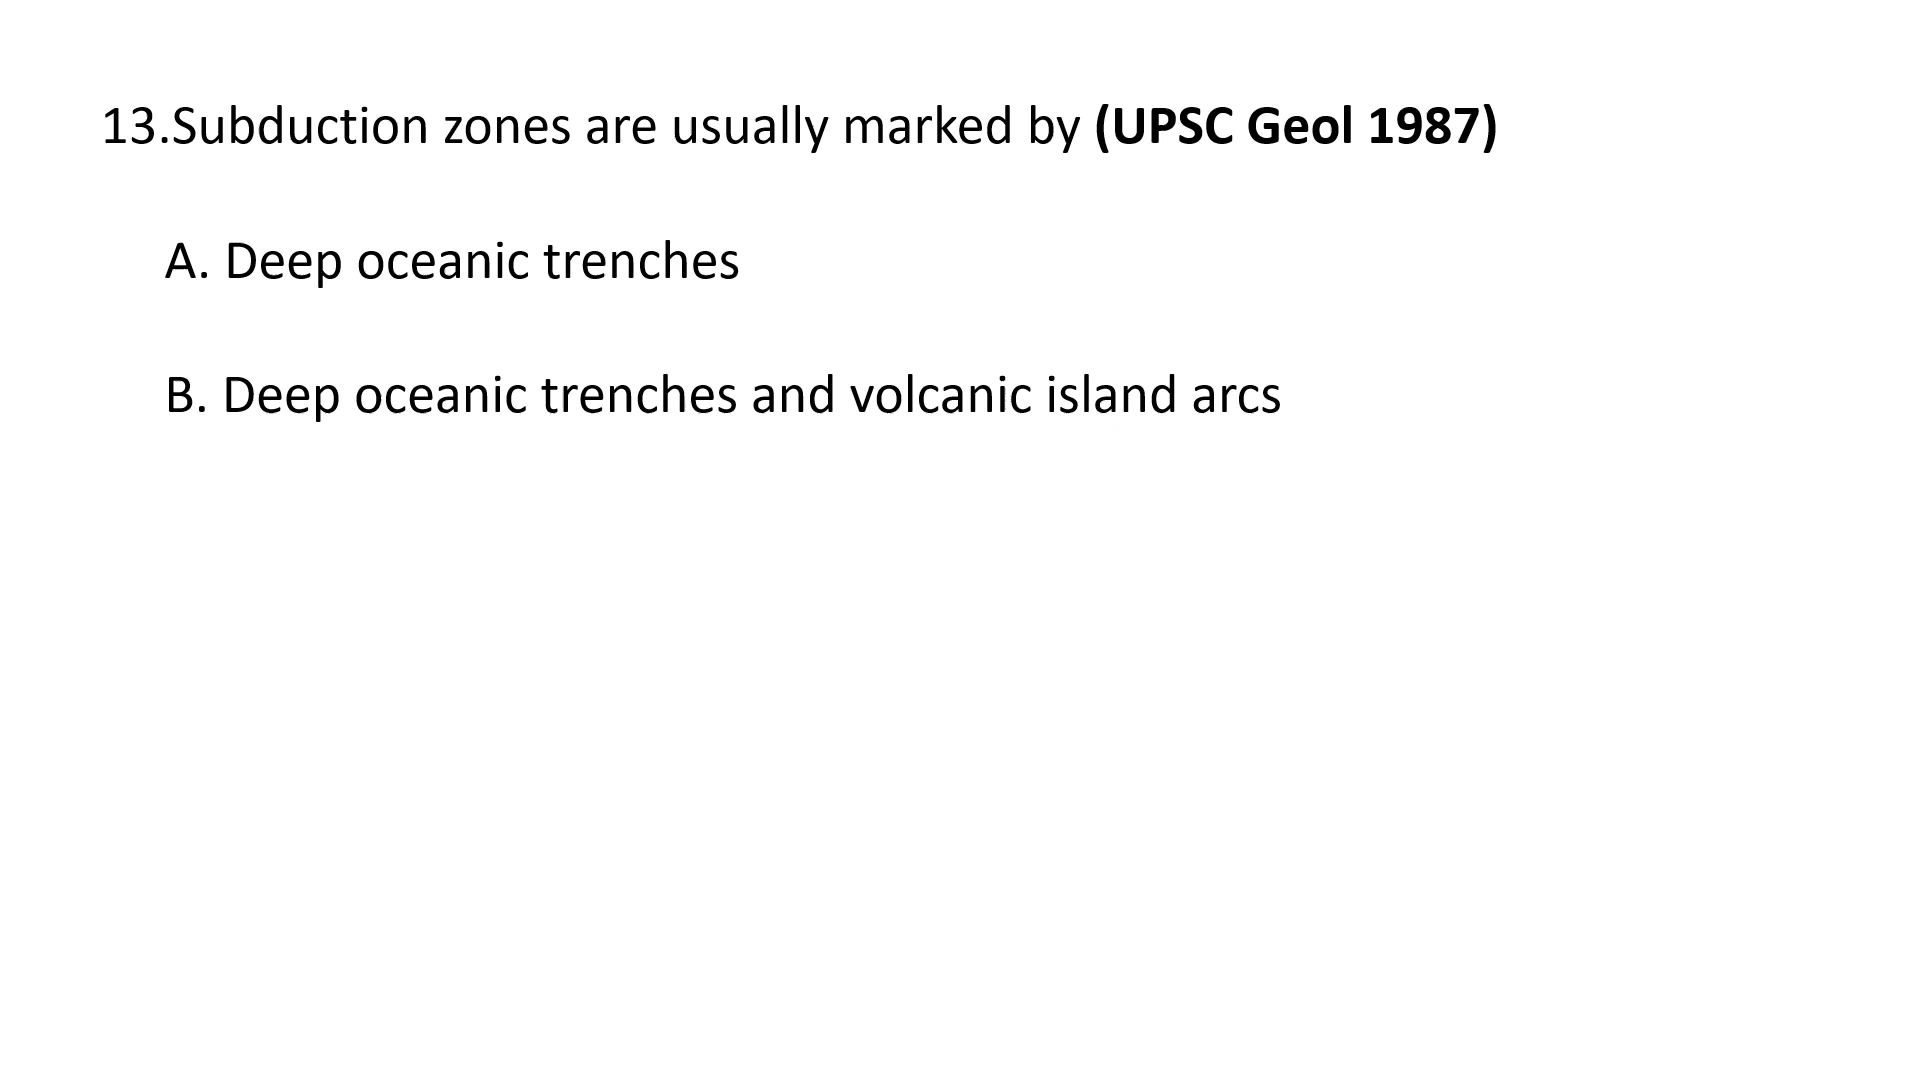 13.Subduction zones are usually marked by (UPSC Geol 1987)
A. Deep oceanic trenches
B. Deep oceanic trenches and volcanic island arcs